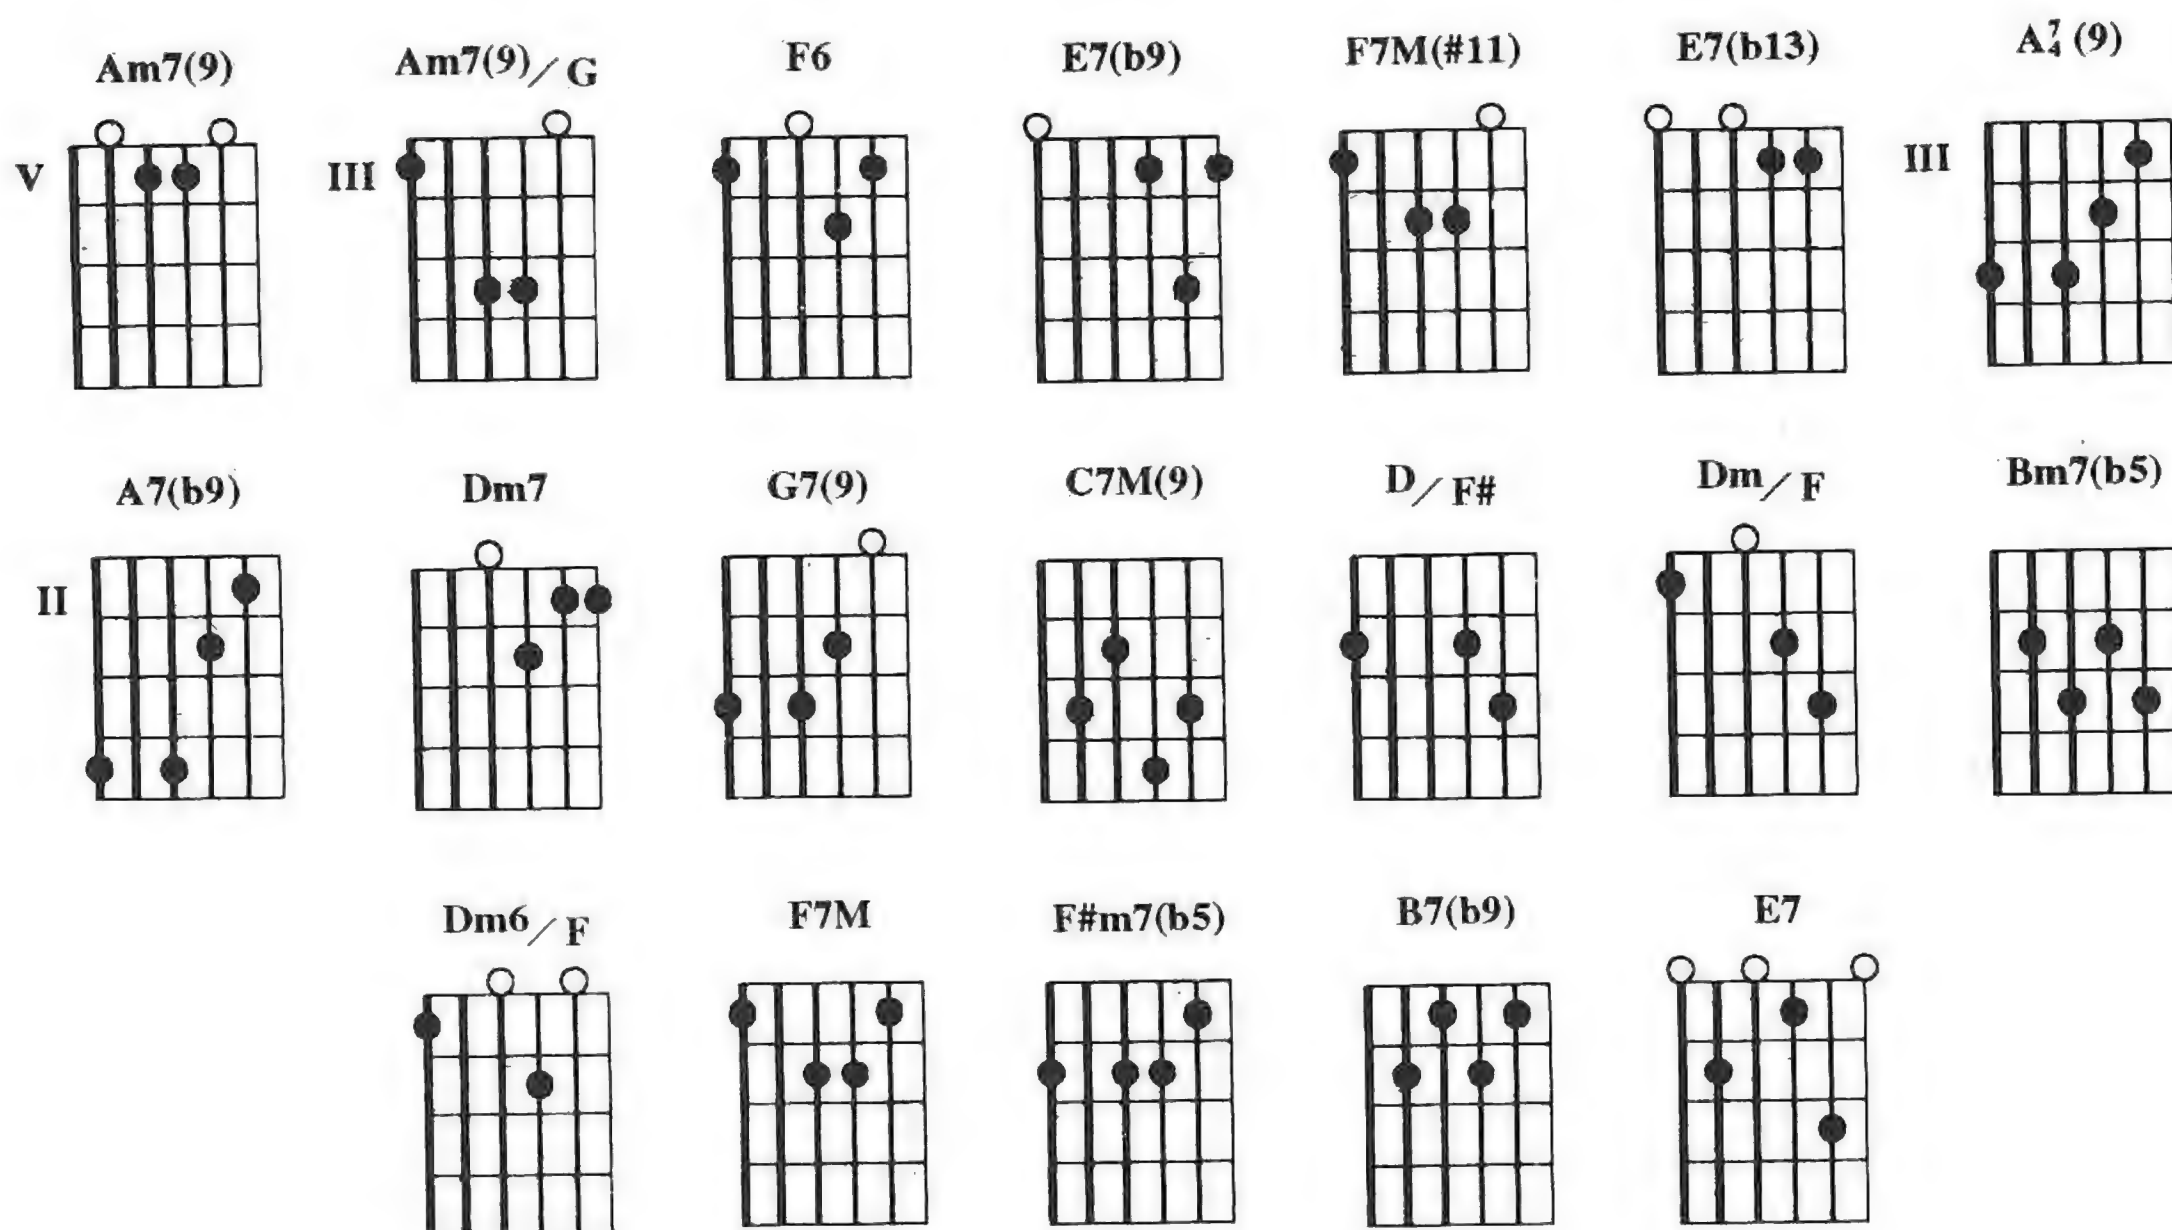 Am7(9) Am7(9)/G F6 E7(b9) F7M(#11) E7(b13) A7/4(9)
V III III
A7(b9) Dm7 G7(9) C7M(9) D/F# Dm/F Bm7(b5)
II
Dm6/F F7M F#m7(b5) B7(b9) E7